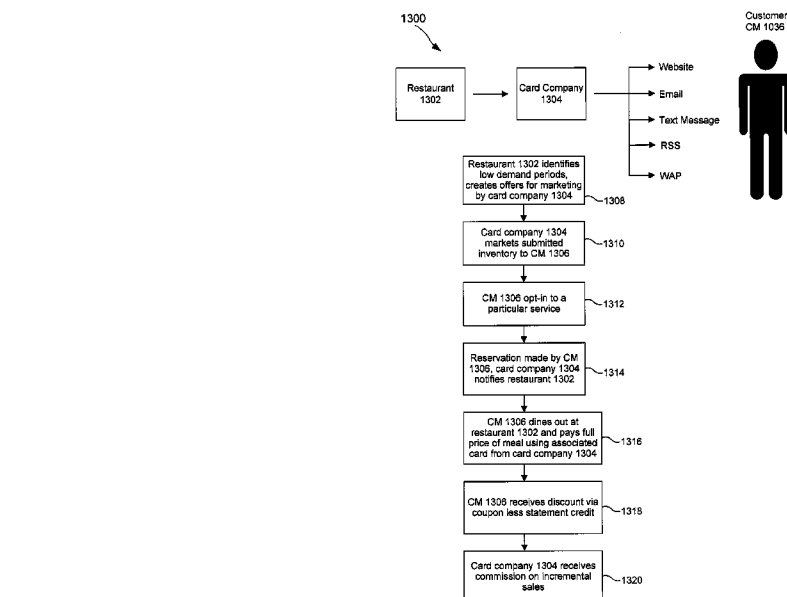 1300
Customer
CM 1036
Restaurant
1302
Card Company
1304
Website
Email
Text Message
RSS
WAP
Restaurant 1302 identifies
low demand periods,
creates offers for marketing
by card company 1304
1308
Card company 1304
markets submitted
inventory to CM 1306
1310
CM 1306 opt-in to a
particular service
1312
Reservation made by CM
1306, card company 1304
notifies restaurant 1302
1314
CM 1306 dines out at
restaurant 1302 and pays full
price of meal using associated
card from card company 1304
1316
CM 1306 receives discount via
coupon less statement credit
1318
Card company 1304 receives
commission on incremental
sales
1320